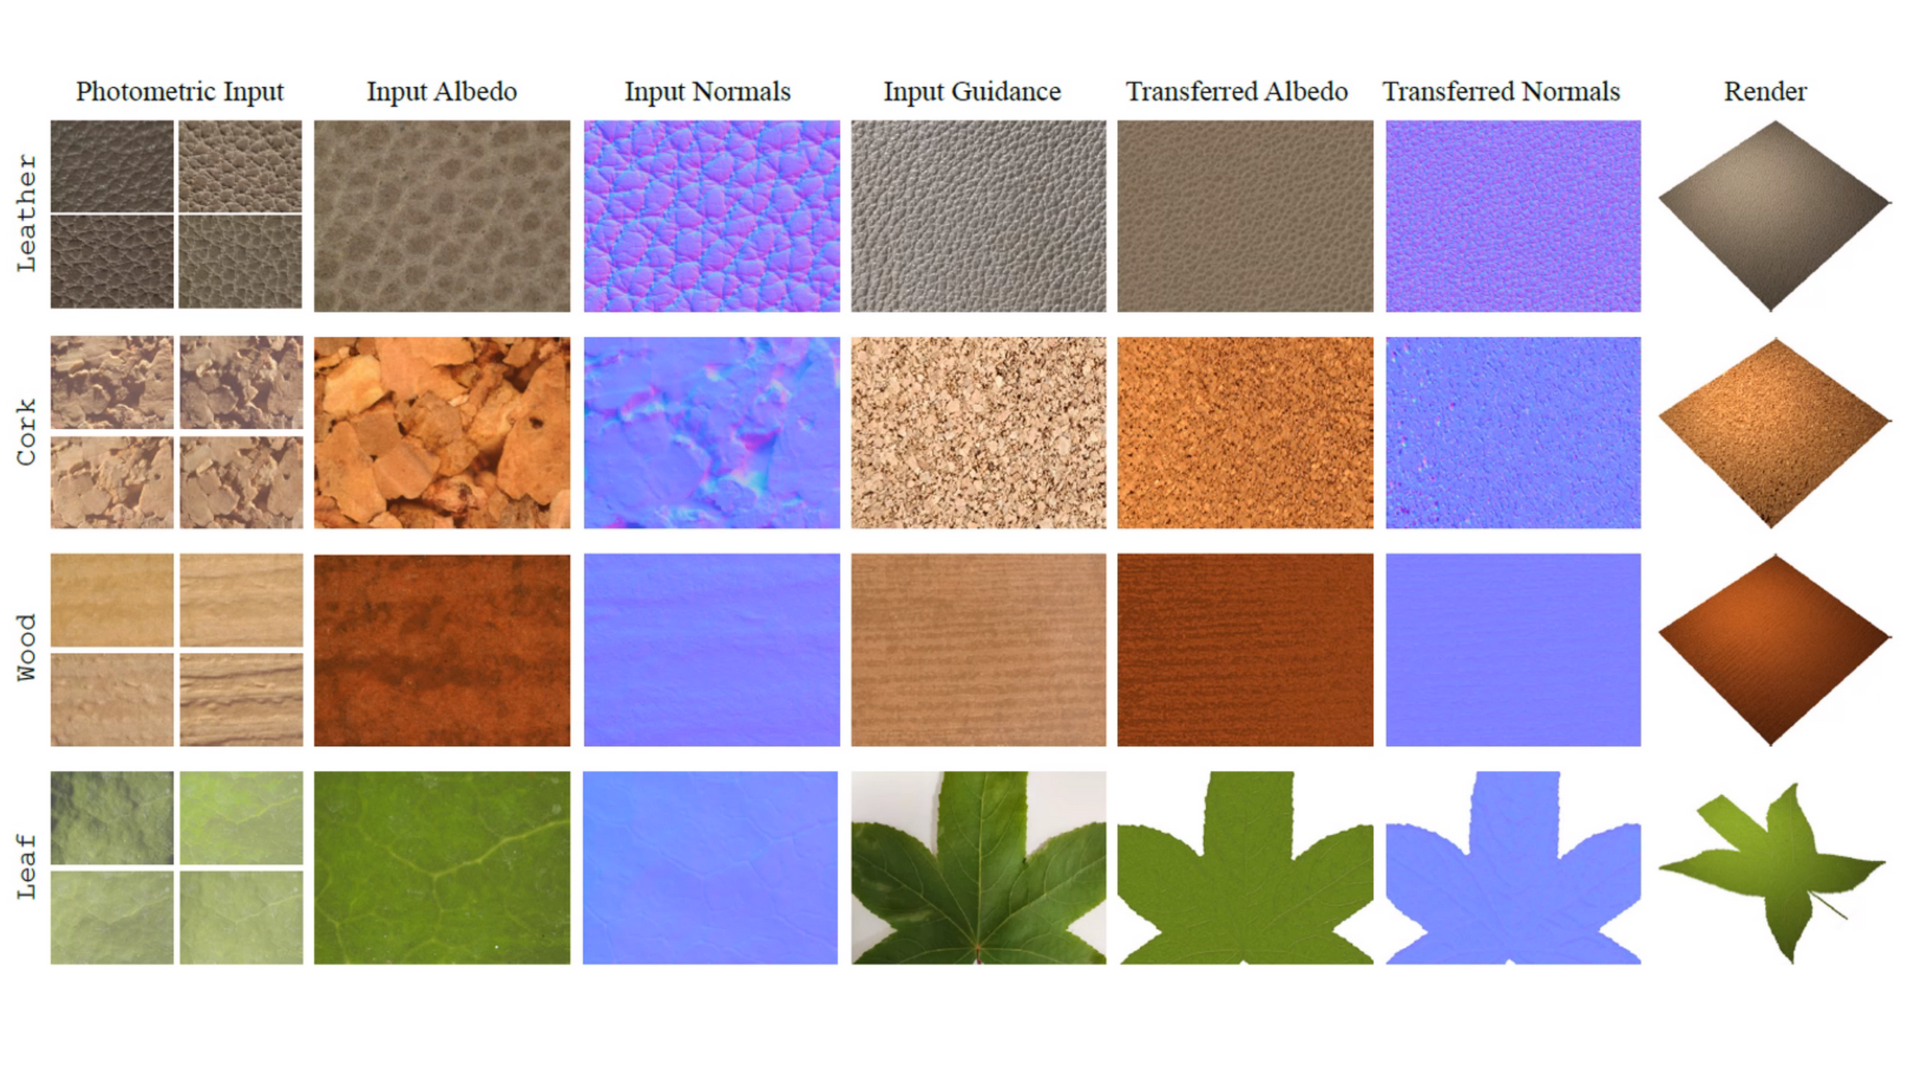 Photometric Input
Input Albedo
Input Normals
Input Guidance
Transferred Albedo
Transferred Normals
Render
Leather
Cork
Wood
Leaf